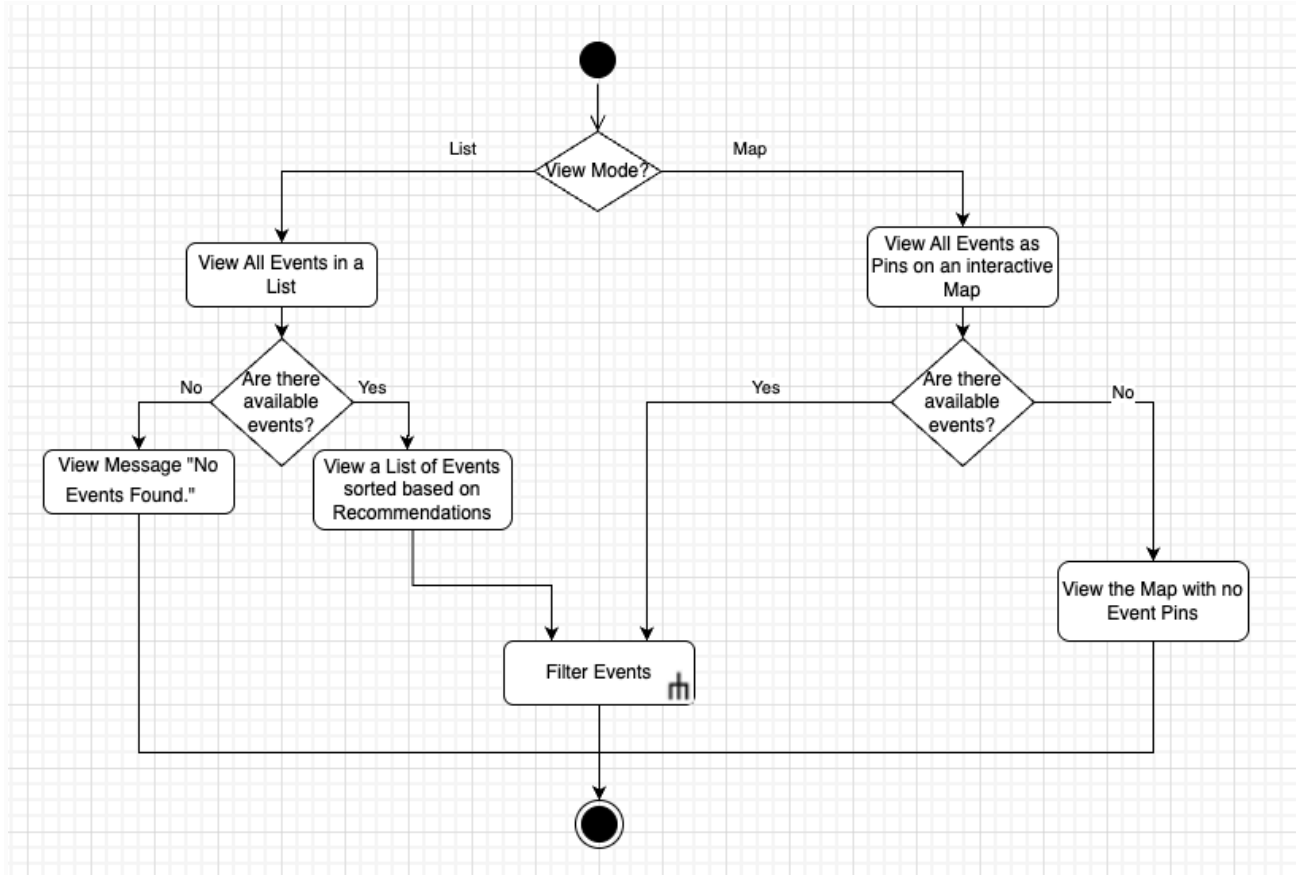 List
Map
View Mode?
View All Events in a
List
View All Events as
Pins on an interactive
Map
No
Are there
available
events?
Yes
Yes
Are there
available
events?
No
View Message "No
Events Found."
View a List of Events
sorted based on
Recommendations
View the Map with no
Event Pins
Filter Events